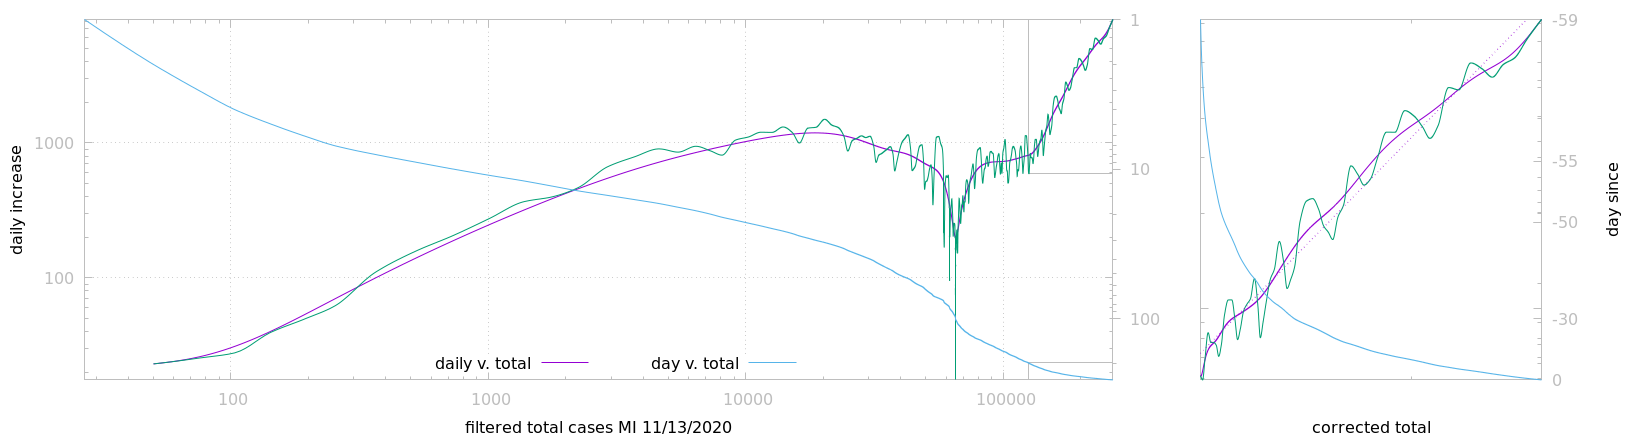 1 -59
daily increase
1000
10
-55
-50
day since
100
100
-30
daily v. total day v. total
0
100 1000 10000 100000
filtered total cases MI 11/13/2020 corrected total